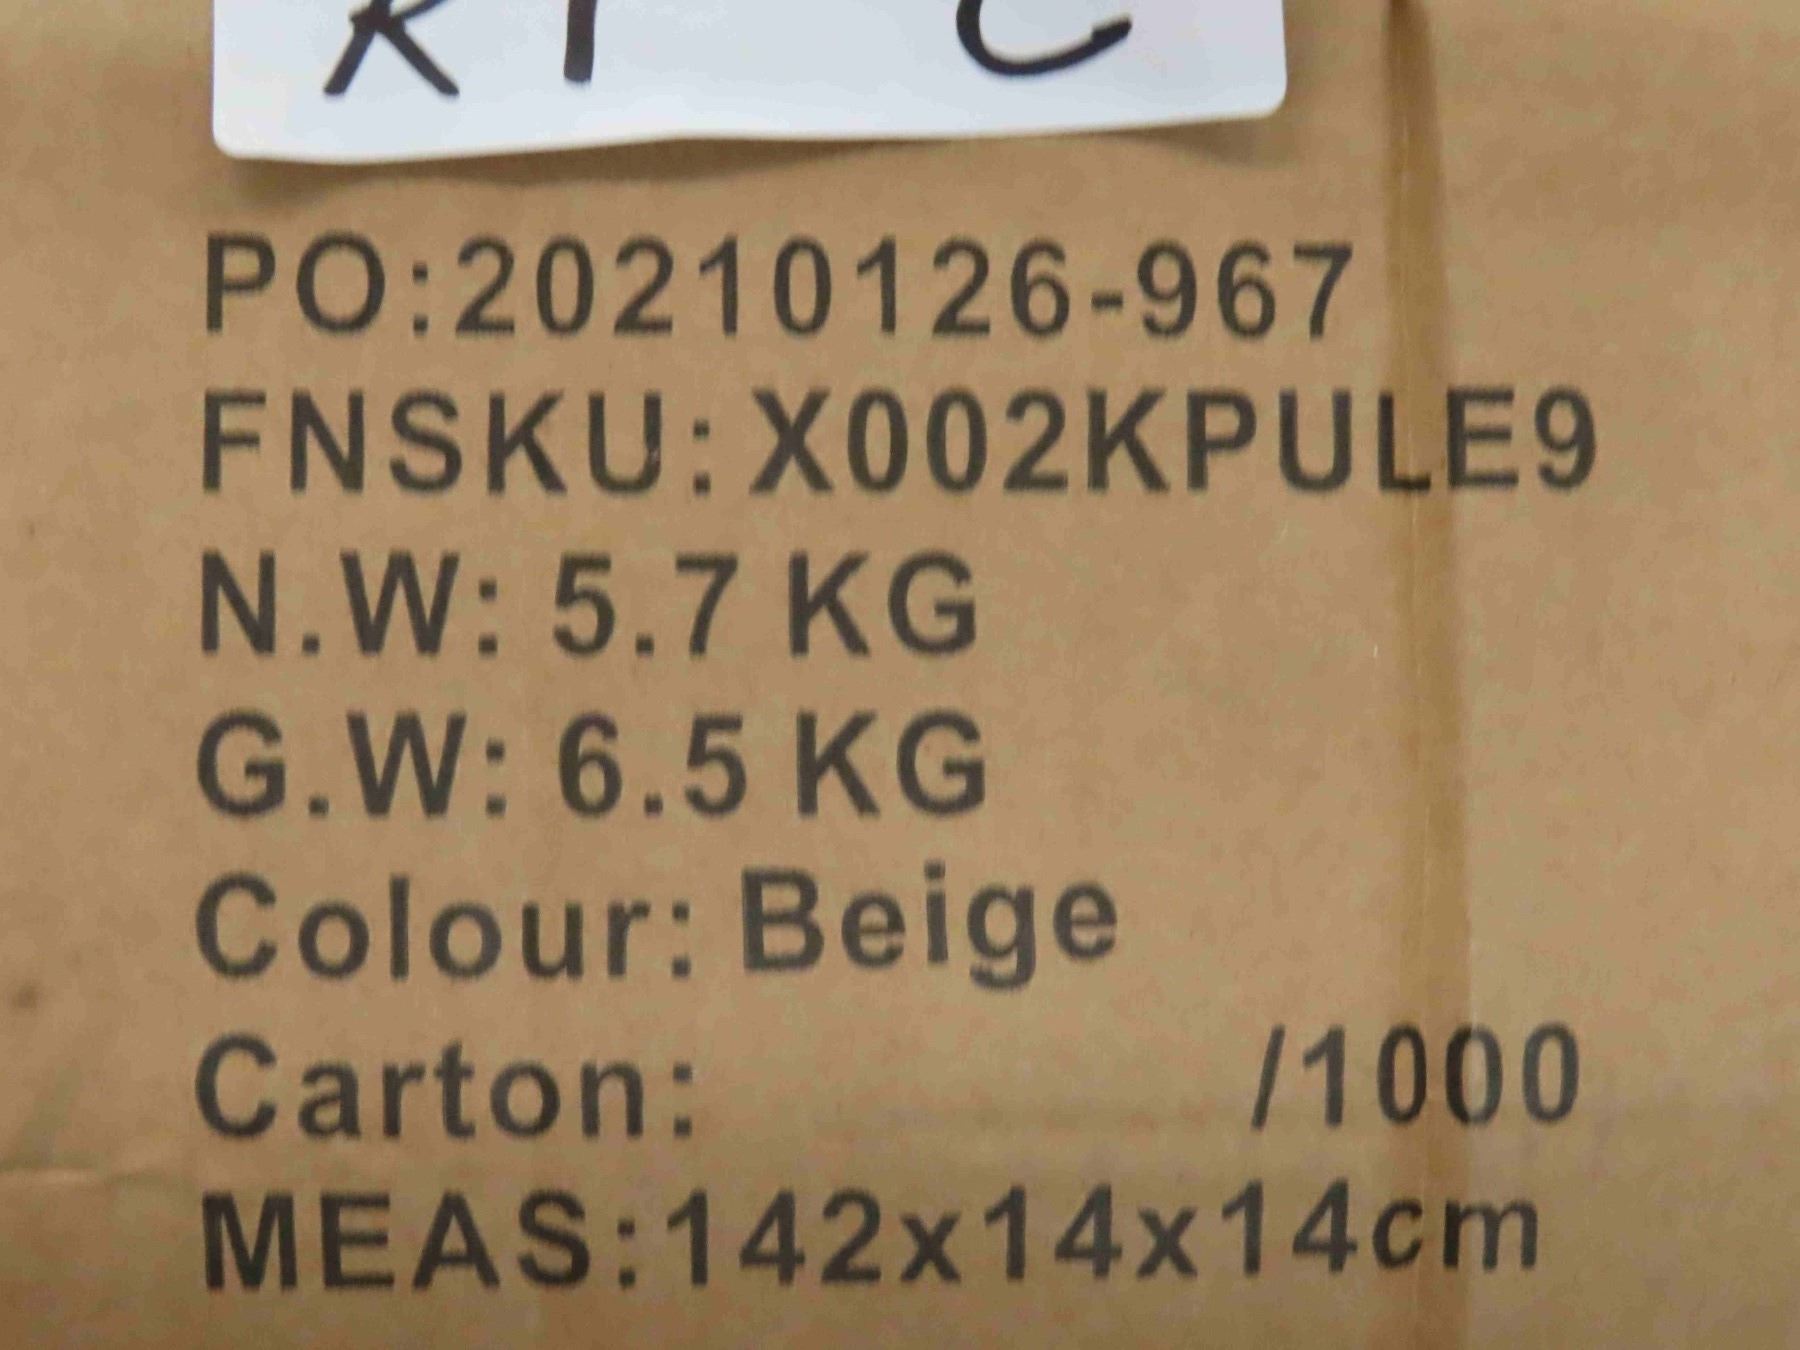 PO:20210126-967
FNSKU: X002KPULE9
N.W: 5.7 KG
G.W: 6.5 KG
Colour: Beige
Carton: /1000
MEAS:142x14x14cm